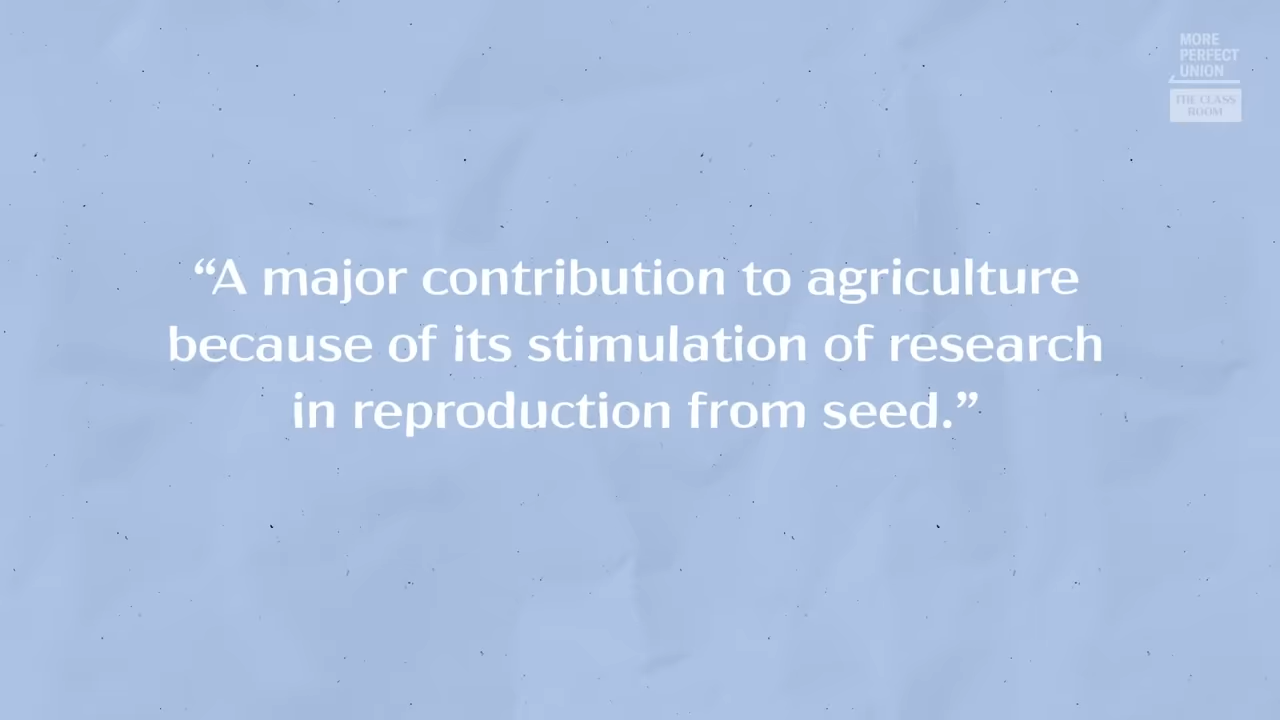 MORE
PERFECT
UNION
THE CLASS
ROOM
“A major contribution to agriculture
because of its stimulation of research
in reproduction from seed.”